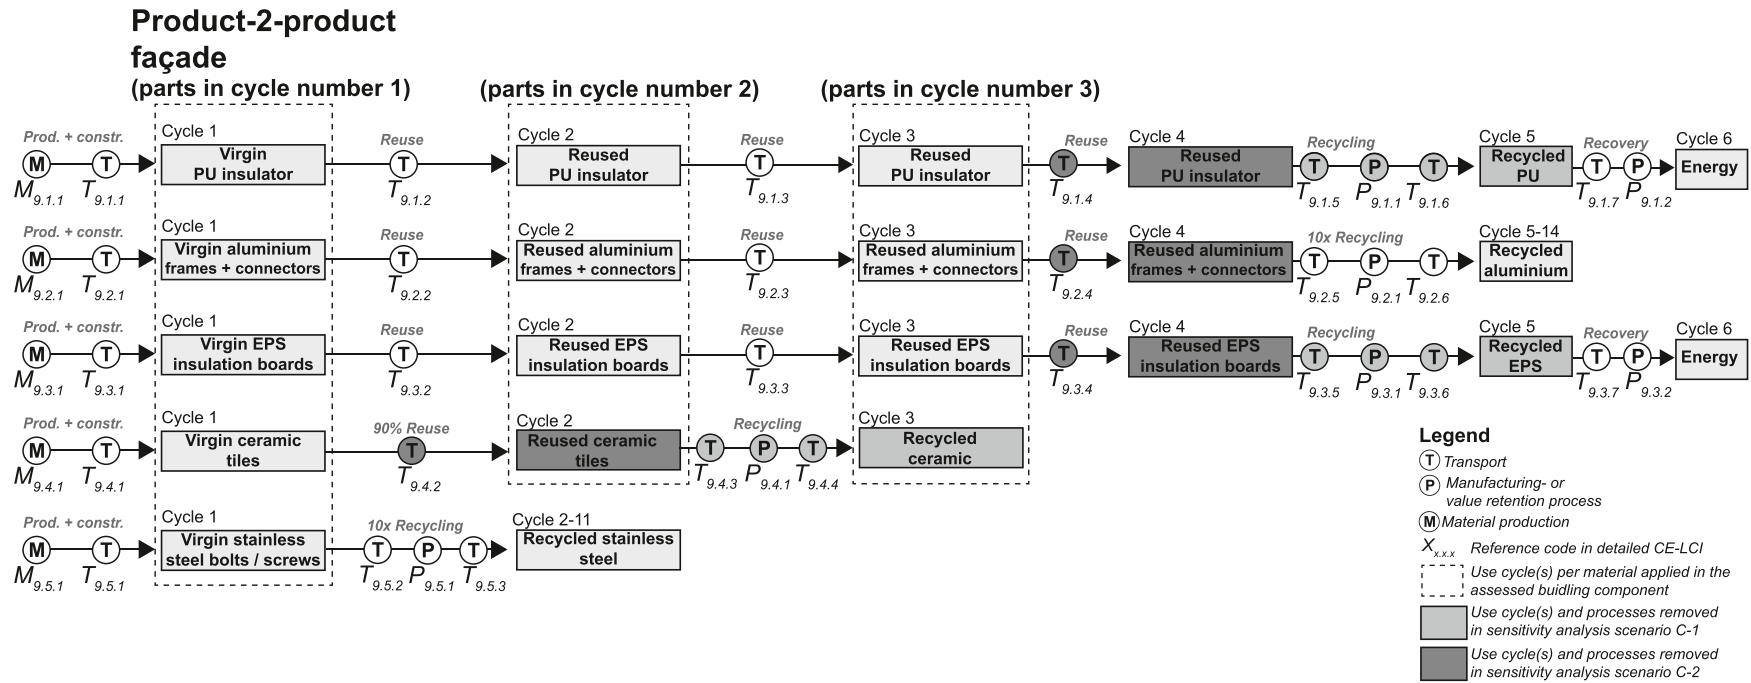 Product-2-product
façade
(parts in cycle number 1) (parts in cycle number 2) (parts in cycle number 3)
Prod. + constr. Cycle 1 Reuse Cycle 2 Reuse Cycle 3 Reuse Cycle 4 Recycling Cycle 5 Recovery Cycle 6
M T Virgin T Reused T Reused T Reused T P T Recycled T P Energy
PU insulator PU insulator PU insulator PU insulator PU
M9.1.1 T9.1.1 T9.1.2 T9.1.3 T9.1.4 T9.1.5 P9.1.1 T9.1.6 T9.1.7 P9.1.2
Prod. + constr. Cycle 1 Reuse Cycle 2 Reuse Cycle 3 Reuse Cycle 4 10x Recycling Cycle 5-14
M T Virgin aluminium T Reused aluminium T Reused aluminium T Reused aluminium T P T Recycled
frames + connectors frames + connectors frames + connectors frames + connectors aluminium
M9.2.1 T9.2.1 T9.2.2 T9.2.3 T9.2.4 T9.2.5 P9.2.1 T9.2.6
Prod. + constr. Cycle 1 Reuse Cycle 2 Reuse Cycle 3 Reuse Cycle 4 Recycling Cycle 5 Recovery Cycle 6
M T Virgin EPS T Reused EPS T Reused EPS T Reused EPS T P T Recycled T P Energy
insulation boards insulation boards insulation boards insulation boards EPS
M9.3.1 T9.3.1 T9.3.2 T9.3.3 T9.3.4 T9.3.5 P9.3.1 T9.3.6 T9.3.7 P9.3.2
Prod. + constr. Cycle 1 90% Reuse Cycle 2 Recycling Cycle 3
M T Virgin ceramic T Reused ceramic T P T Recycled
tiles tiles ceramic
M9.4.1 T9.4.1 T9.4.2 T9.4.3 P9.4.1 T9.4.4
Prod. + constr. Cycle 1 10x Recycling Cycle 2-11
M T Virgin stainless T P T Recycled stainless
steel bolts / screws steel
M9.5.1 T9.5.1 T9.5.2 P9.5.1 T9.5.3
Legend
T Transport
P Manufacturing- or
value retention process
M Material production
Xx.x.x Reference code in detailed CE-LCI
Use cycle(s) per material applied in the
assessed buidling component
Use cycle(s) and processes removed
in sensitivity analysis scenario C-1
Use cycle(s) and processes removed
in sensitivity analysis scenario C-2